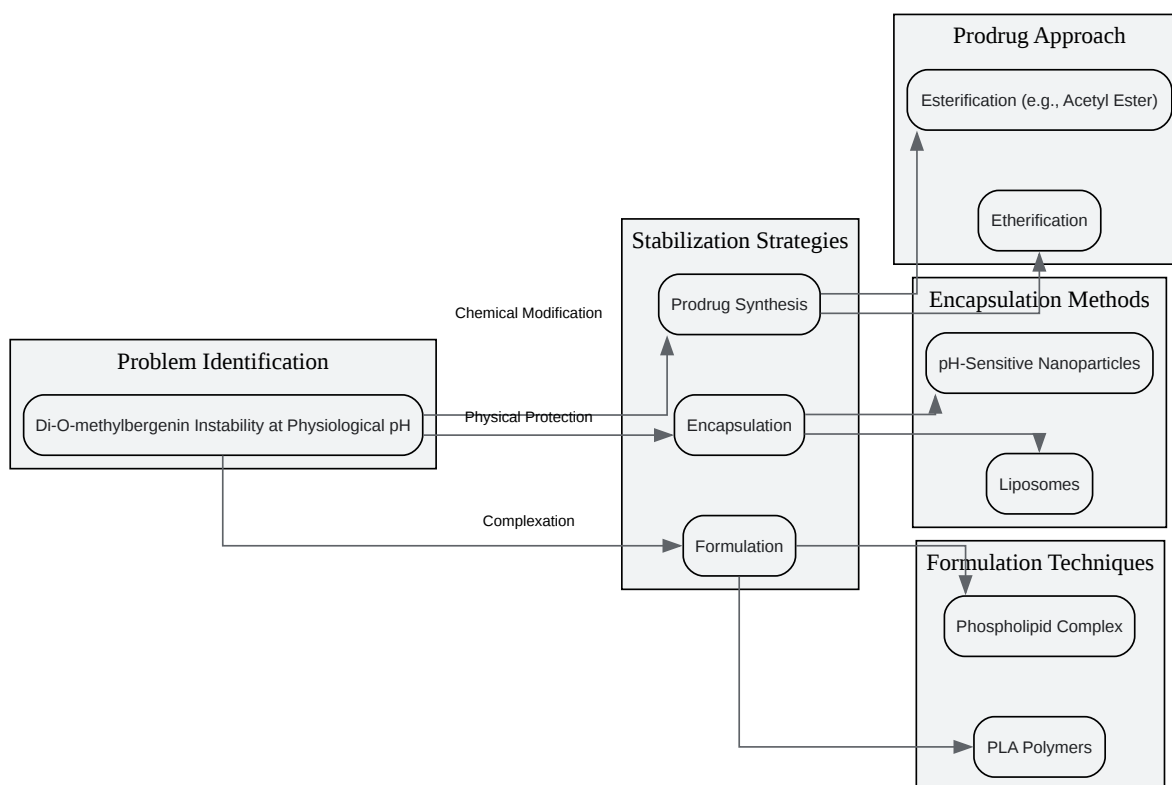 Prodrug Approach
Esterification (e.g., Acetyl Ester)
Etherification
Stabilization Strategies
Prodrug Synthesis
Encapsulation
Formulation
Encapsulation Methods
pH-Sensitive Nanoparticles
Liposomes
Chemical Modification
Physical Protection
Complexation
Problem Identification
Di-O-methylbergenin Instability at Physiological pH
Formulation Techniques
Phospholipid Complex
PLA Polymers